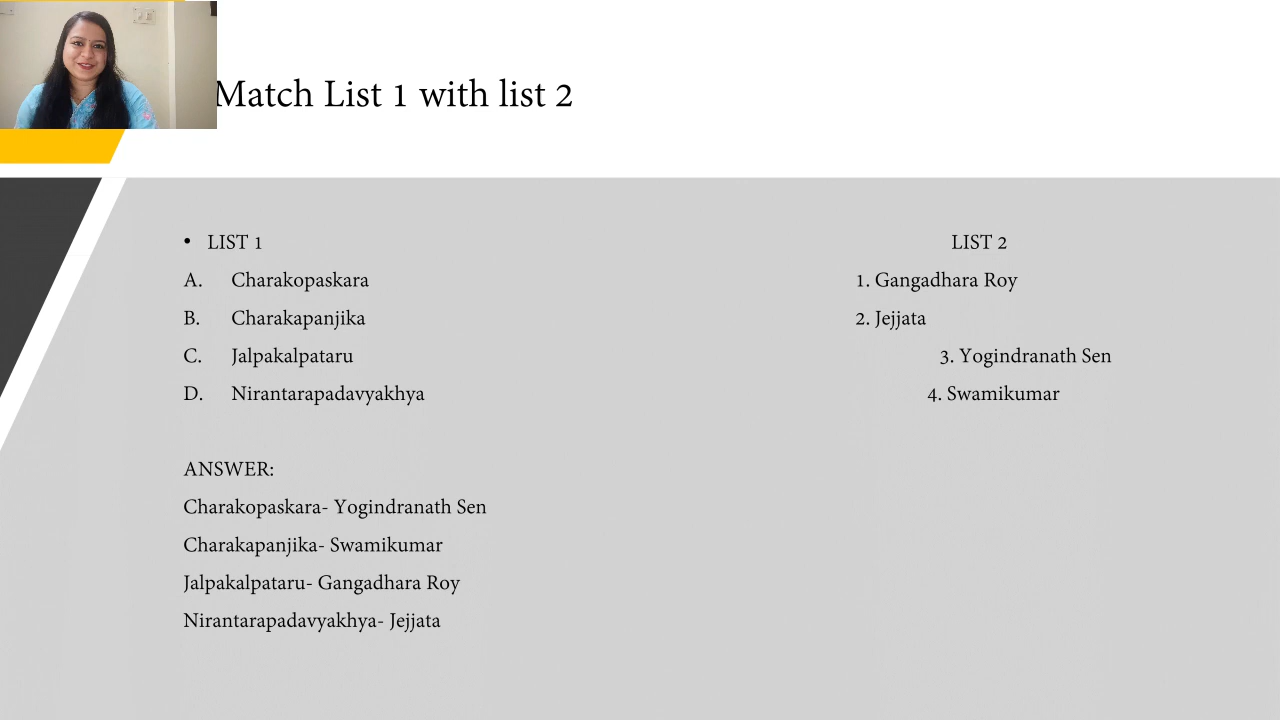 Match List 1 with list 2
• LIST 1 LIST 2
A. Charakopaskara 1. Gangadhara Roy
B. Charakapanjika 2. Jejjata
C. Jalpakalpataru 3. Yogindranath Sen
D. Nirantarapadavyakhya 4. Swamikumar
ANSWER:
Charakopaskara- Yogindranath Sen
Charakapanjika- Swamikumar
Jalpakalpataru- Gangadhara Roy
Nirantarapadavyakhya- Jejjata